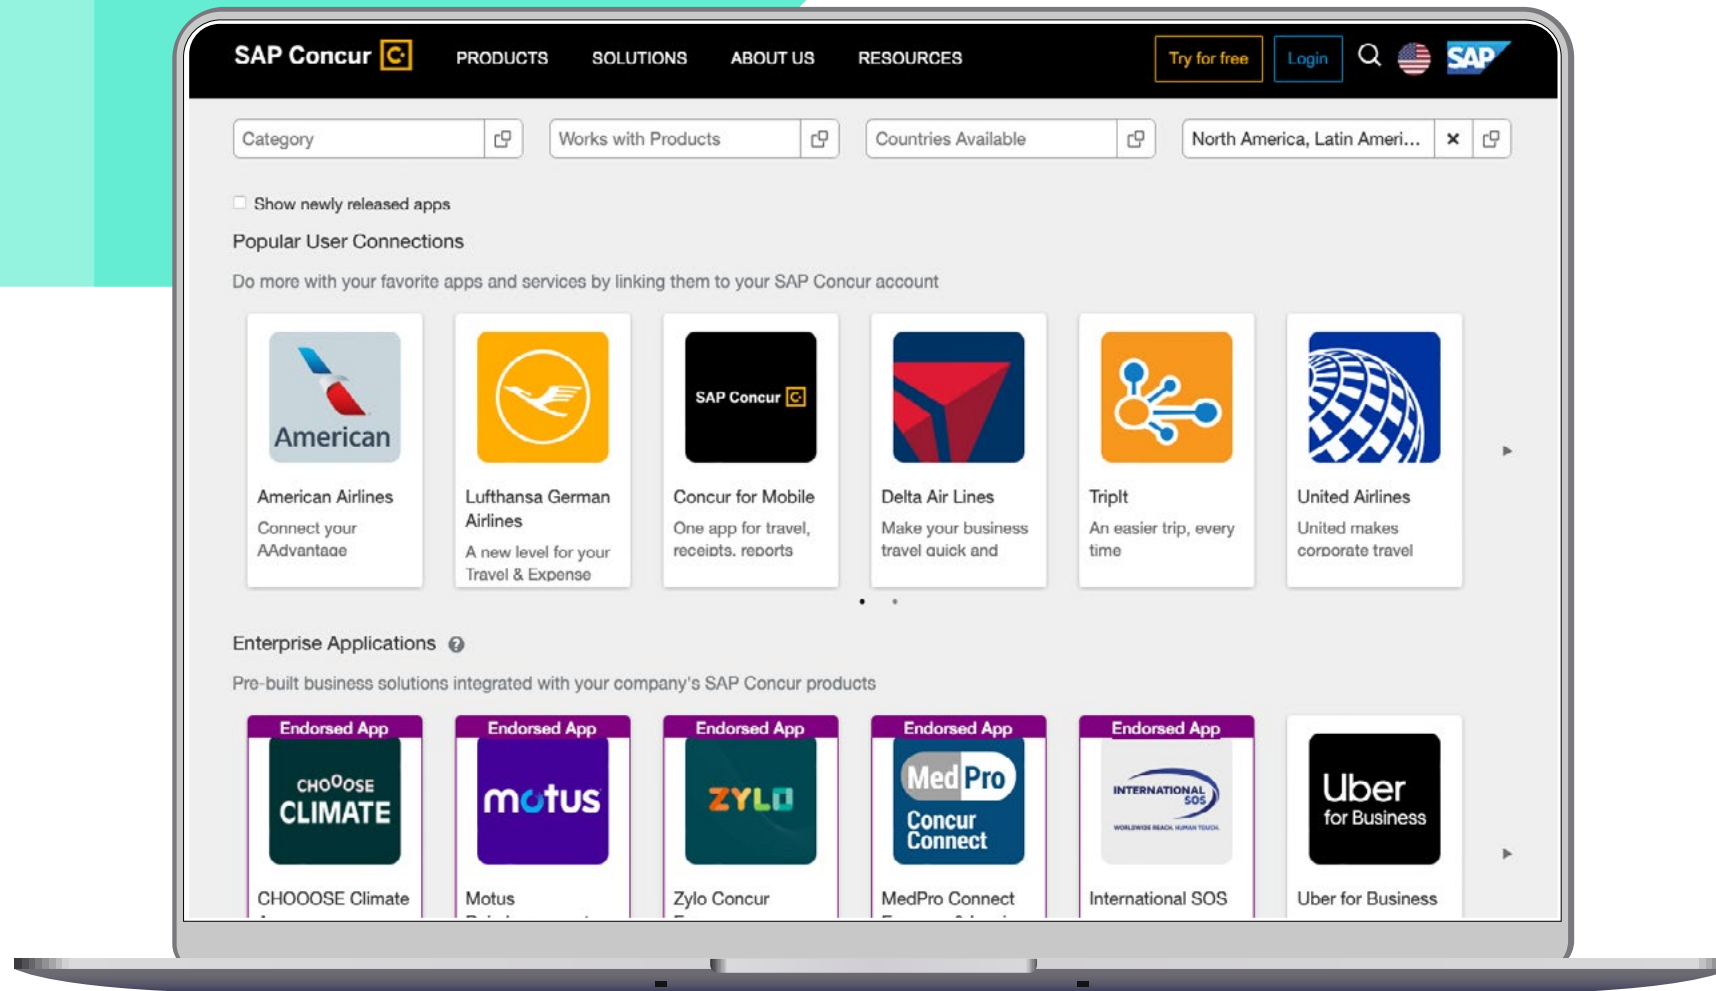 SAP Concur C PRODUCTS SOLUTIONS ABOUT US RESOURCES Try for free Login SAP
Category Works with Products Countries Available North America, Latin Ameri... ×
Show newly released apps
Popular User Connections
Do more with your favorite apps and services by linking them to your SAP Concur account
American
SAP Concur C
American Airlines
Connect your
AAdvantage
Lufthansa German
Airlines
A new level for your
Travel & Expense
Concur for Mobile
One app for travel,
receipts, reports
Delta Air Lines
Make your business
travel quick and
TripIt
An easier trip, every
time
United Airlines
United makes
corporate travel
Enterprise Applications ?
Pre-built business solutions integrated with your company's SAP Concur products
Endorsed App
CHOOOSE
CLIMATE
CHOOOSE Climate
Endorsed App
motus
Motus
Endorsed App
ZYLO
Zylo Concur
Endorsed App
MedPro
Concur
Connect
MedPro Connect
Endorsed App
INTERNATIONAL
SOS
WORLDWIDE REACH. HUMAN TOUCH.
International SOS
Uber
for Business
Uber for Business